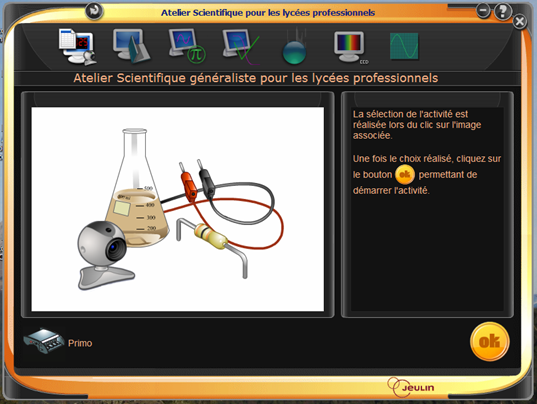 Atelier Scientifique pour les lycées professionnels
?
CCD
Atelier Scientifique généraliste pour les lycées professionnels
500
400
300
200
La sélection de l'activité est
réalisée lors du clic sur l'image
associée.
Une fois le choix réalisé, cliquez sur
le bouton ok permettant de
démarrer l'activité.
Primo
ok
JEULIN